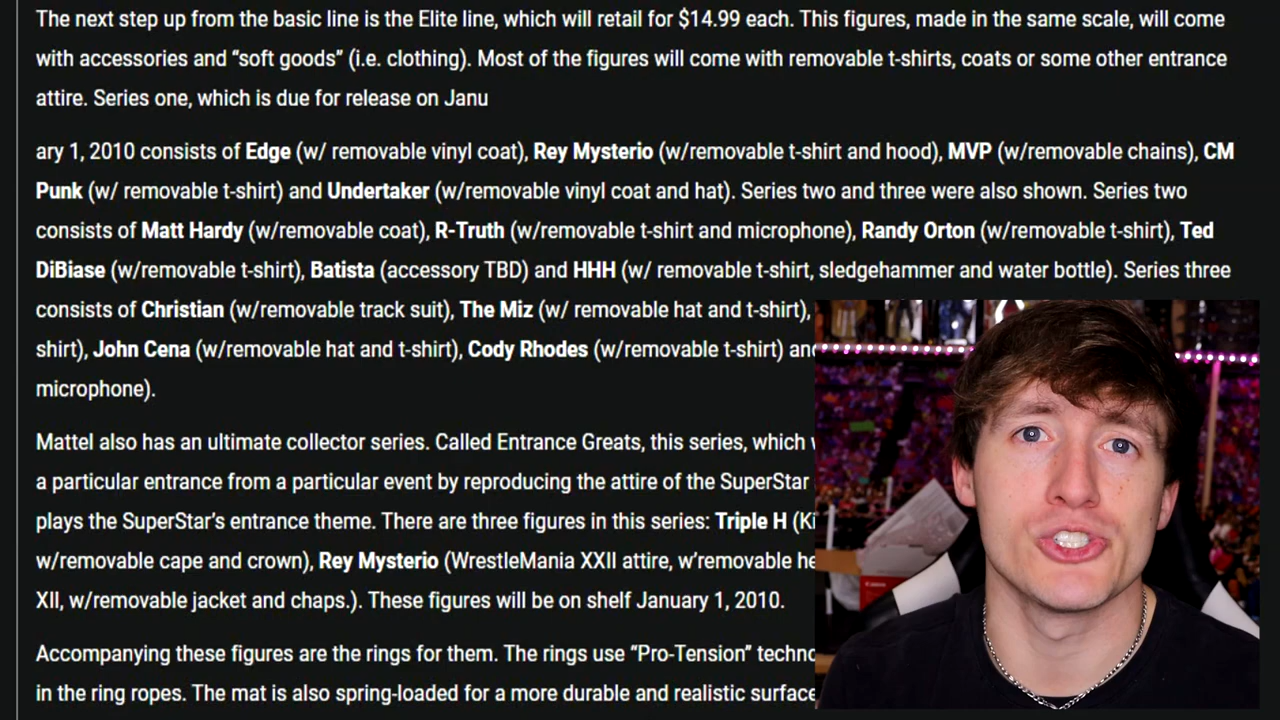 The next step up from the basic line is the Elite line, which will retail for $14.99 each. This figures, made in the same scale, will come
with accessories and “soft goods” (i.e. clothing). Most of the figures will come with removable t-shirts, coats or some other entrance
attire. Series one, which is due for release on Janu
ary 1, 2010 consists of Edge (w/ removable vinyl coat), Rey Mysterio (w/removable t-shirt and hood), MVP (w/removable chains), CM
Punk (w/ removable t-shirt) and Undertaker (w/removable vinyl coat and hat). Series two and three were also shown. Series two
consists of Matt Hardy (w/removable coat), R-Truth (w/removable t-shirt and microphone), Randy Orton (w/removable t-shirt), Ted
DiBiase (w/removable t-shirt), Batista (accessory TBD) and HHH (w/ removable t-shirt, sledgehammer and water bottle). Series three
consists of Christian (w/removable track suit), The Miz (w/ removable hat and t-shirt),
shirt), John Cena (w/removable hat and t-shirt), Cody Rhodes (w/removable t-shirt)
microphone).
Mattel also has an ultimate collector series. Called Entrance Greats, this series, which
a particular entrance from a particular event by reproducing the attire of the SuperStar
plays the SuperStar’s entrance theme. There are three figures in this series: Triple H
w/removable cape and crown), Rey Mysterio (WrestleMania XXII attire, w’removable
XII, w/removable jacket and chaps.). These figures will be on shelf January 1, 2010.
Accompanying these figures are the rings for them. The rings use “Pro-Tension”
in the ring ropes. The mat is also spring-loaded for a more durable and realistic surface